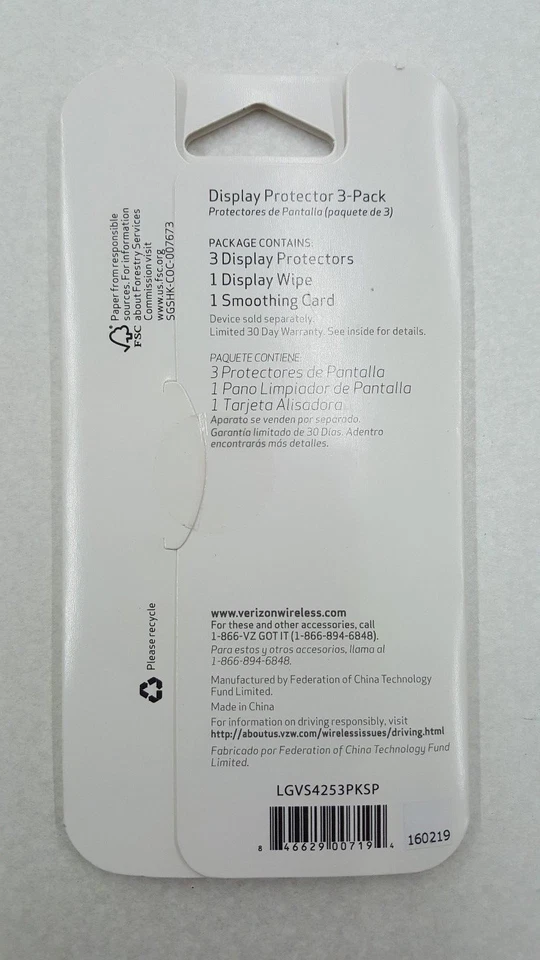 Display Protector 3-Pack
Protectores de Pantalla (paquete de 3)
PACKAGE CONTAINS:
3 Display Protectors
1 Display Wipe
1 Smoothing Card
Device sold separately.
Limited 30 Day Warranty. See inside for details.
PAQUETE CONTIENE:
3 Protectores de Pantalla
1 Pano Limpiador de Pantalla
1 Tarjeta Alisadora
Aparato se venden por separado.
Garantía limitado de 30 Días. Adentro
encontrarás más detalles.
www.verizonwireless.com
For these and other accessories, call
1-866-VZ GOT IT (1-866-894-6848).
Para estos y otros accesorios, llama al
1-866-894-6848.
Manufactured by Federation of China Technology
Fund Limited.
Made in China
For information on driving responsibly, visit
http://aboutus.vzw.com/wirelessissues/driving.html
Fabricado por Federation of China Technology Fund
Limited.
LGVS4253PKSP
8 46629 00719 4
160219
FSC
Paper from responsible
sources. For information
about Forestry Services
Commission visit
www.us.fsc.org
SGSHK-COC-007673
Please recycle